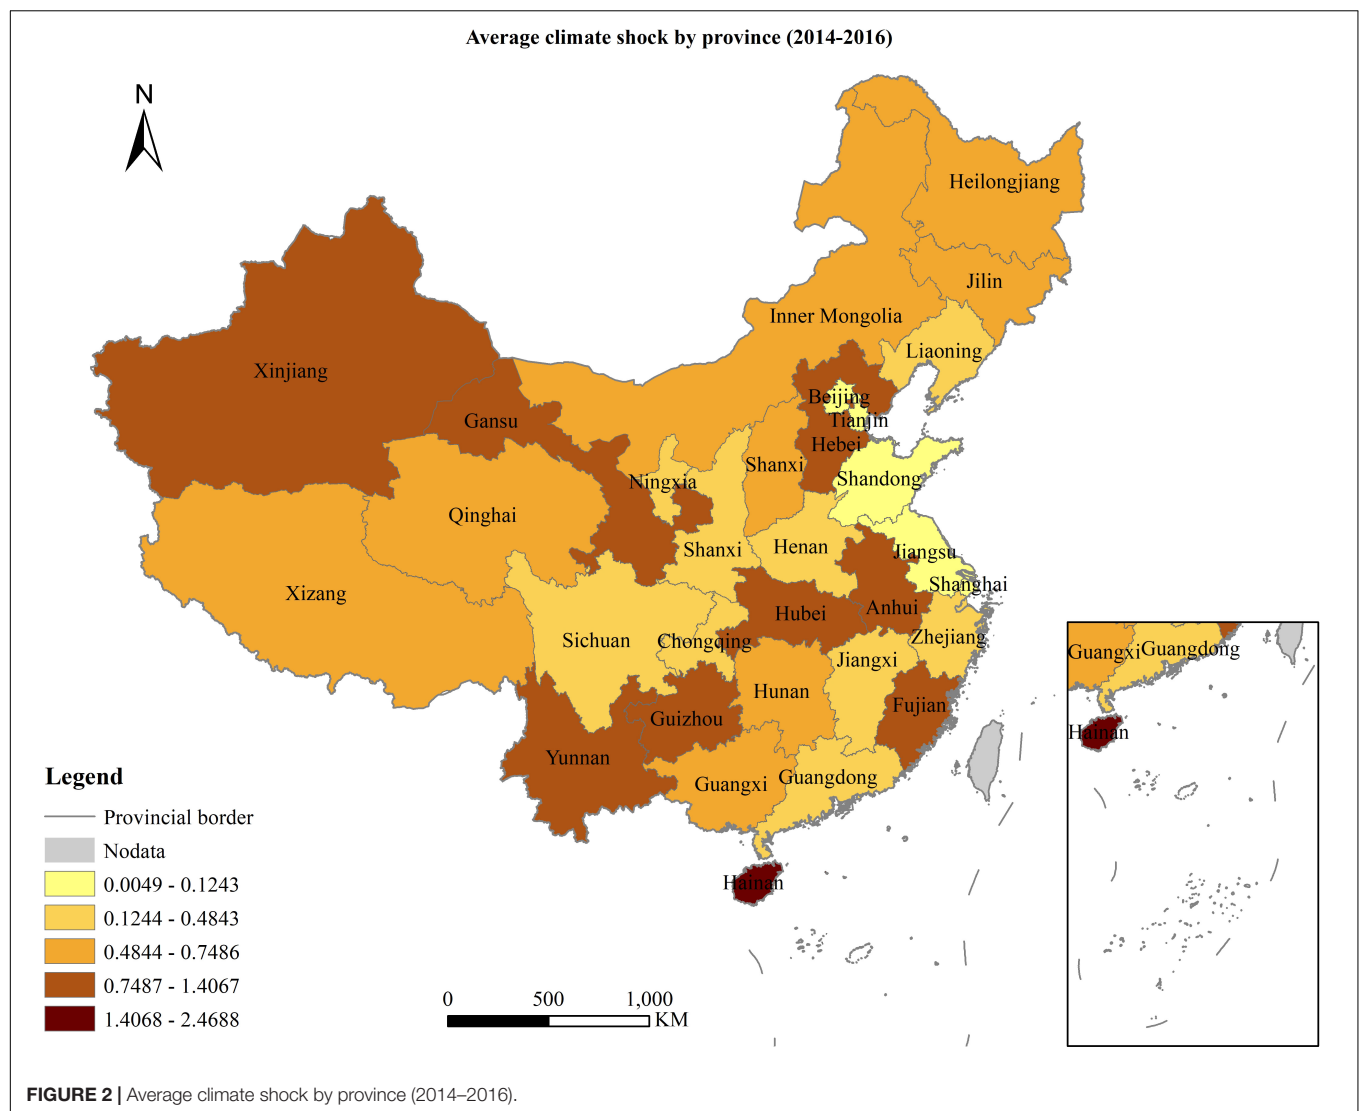 Average climate shock by province (2014-2016)
N
Heilongjiang
Jilin
Inner Mongolia
Liaoning
Xinjiang
Beijing
Gansu
Tianjin
Hebei
Shanxi
Shandong
Ningxia
Qinghai
Shanxi
Henan
Jiangsu
Shanghai
Xizang
Hubei
Anhui
Sichuan
Chongqing
Zhejiang
Jiangxi
Hunan
Fujian
Guizhou
Yunnan
Guangxi
Guangdong
Hainan
Guangxi
Guangdong
Hainan
Legend
Provincial border
Nodata
0.0049 - 0.1243
0.1244 - 0.4843
0.4844 - 0.7486
0.7487 - 1.4067
1.4068 - 2.4688
0 500 1,000
KM
FIGURE 2 | Average climate shock by province (2014–2016).